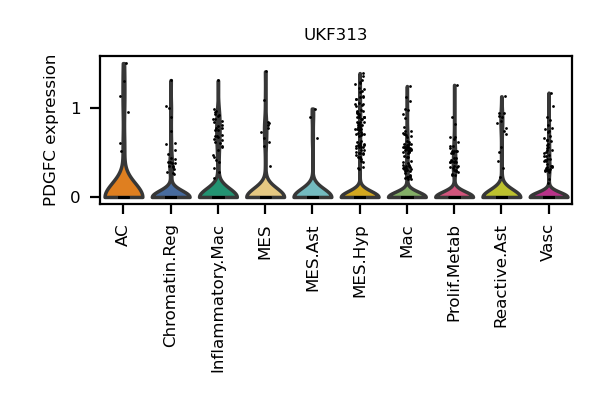 UKF313
PDGFC expression
1
0
AC
Chromatin.Reg
Inflammatory.Mac
MES
MES.Ast
MES.Hyp
Mac
Prolif.Metab
Reactive.Ast
Vasc